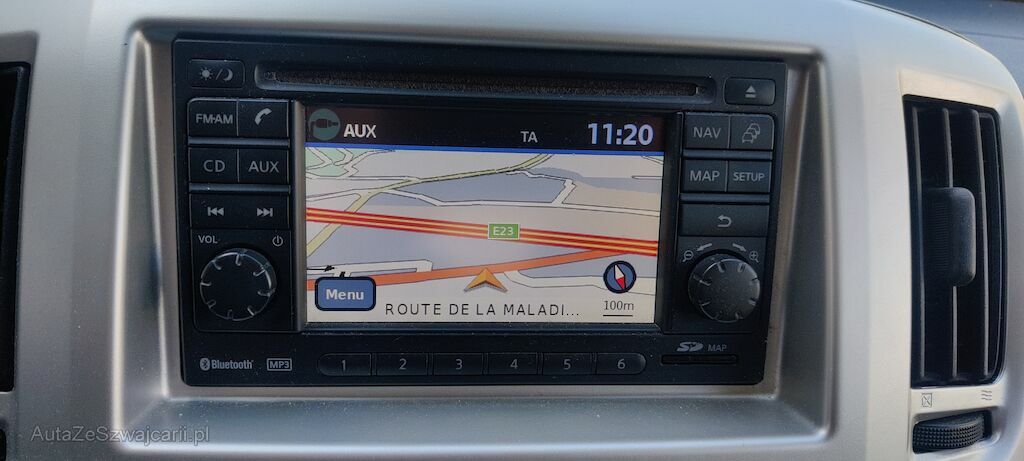 FM·AM
CD AUX
VOL
AUX TA 11:20
E23
Menu
ROUTE DE LA MALADI...
100m
NAV
MAP SETUP
Bluetooth MP3
1 2 3 4 5 6
SD MAP
AutaZeSzwajcarii.pl